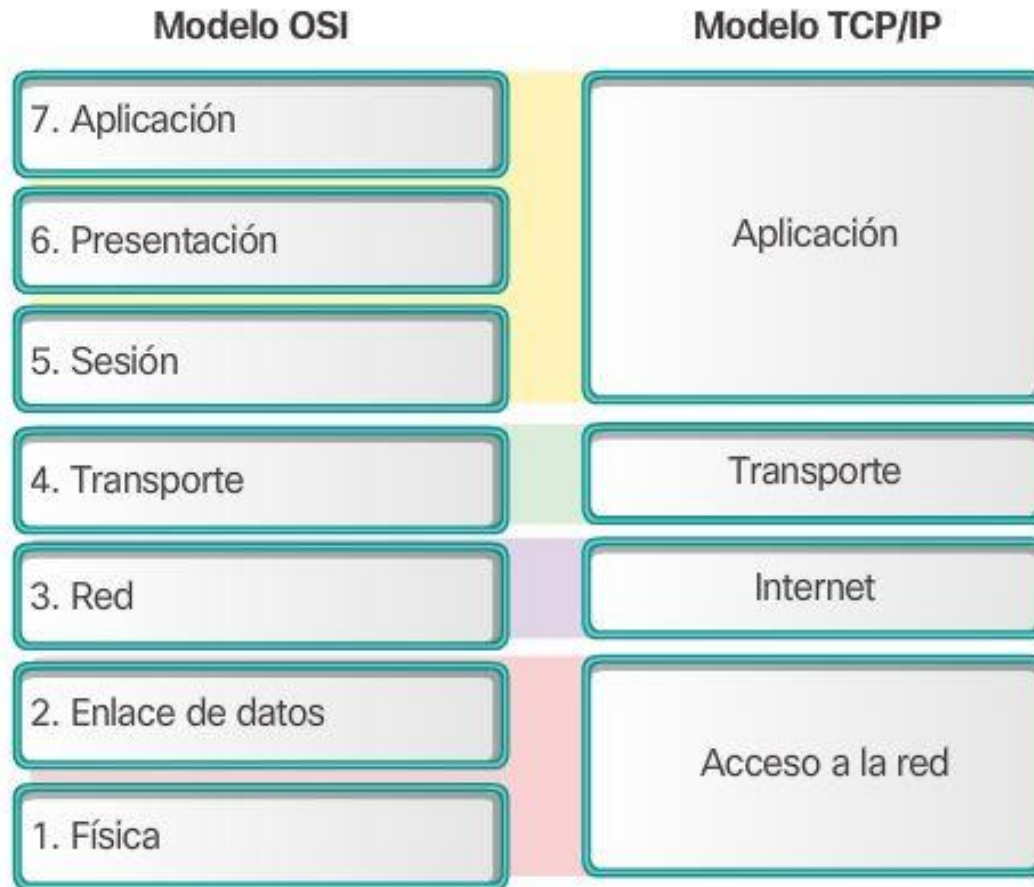 Modelo OSI
7. Aplicación
6. Presentación
5. Sesión
4. Transporte
3. Red
2. Enlace de datos
1. Física
Modelo TCP/IP
Aplicación
Transporte
Internet
Acceso a la red